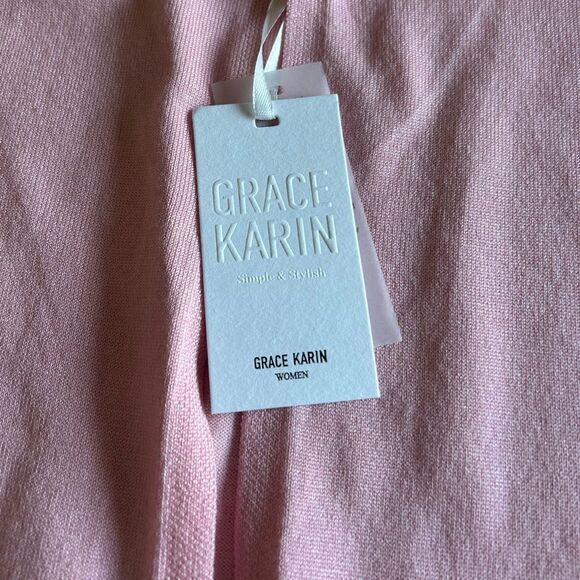 GRACE
KARIN
Simple & Stylish
GRACE KARIN
WOMEN